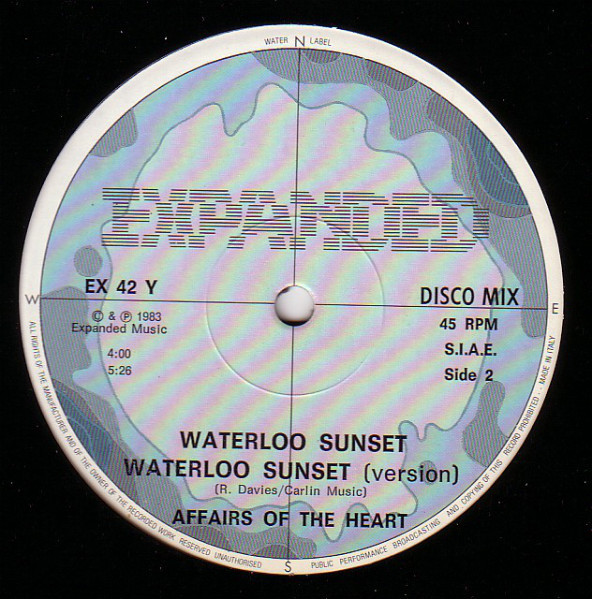 WATER LABEL
N
EXPANDED
EX 42 Y
DISCO MIX
W
E
© & ℗ 1983
Expanded Music
4:00
5:26
45 RPM
S.I.A.E.
Side 2
WATERLOO SUNSET
WATERLOO SUNSET (version)
(R. Davies/Carlin Music)
AFFAIRS OF THE HEART
S
ALL RIGHTS OF THE MANUFACTURER AND OF THE OWNER OF THE RECORDED WORK RESERVED UNAUTHORISED PUBLIC PERFORMANCE BROADCASTING AND COPYING OF THIS RECORD PROHIBITED - MADE IN ITALY